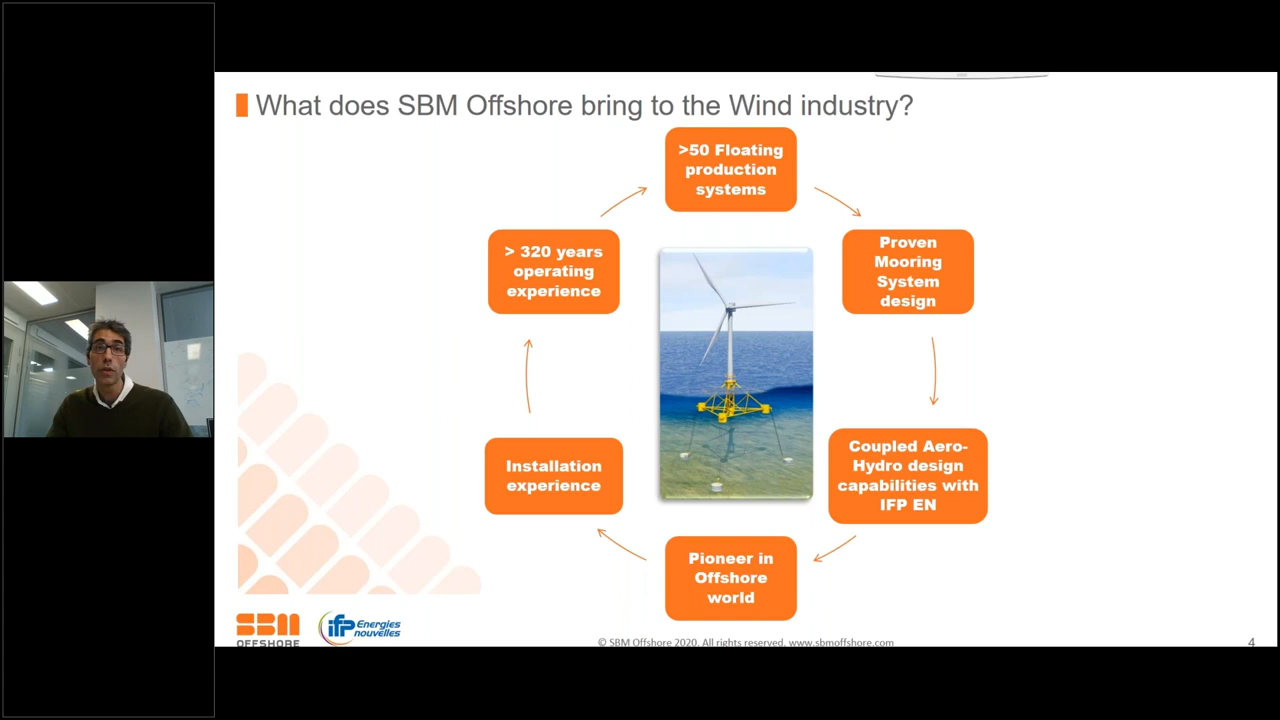 What does SBM Offshore bring to the Wind industry?
>50 Floating
production
systems
Proven
Mooring
System
design
Coupled Aero-
Hydro design
capabilities with
IFP EN
Pioneer in
Offshore
world
Installation
experience
> 320 years
operating
experience
SBM
OFFSHORE
ifp Energies
nouvelles
© SBM Offshore 2020. All rights reserved. www.sbmoffshore.com
4